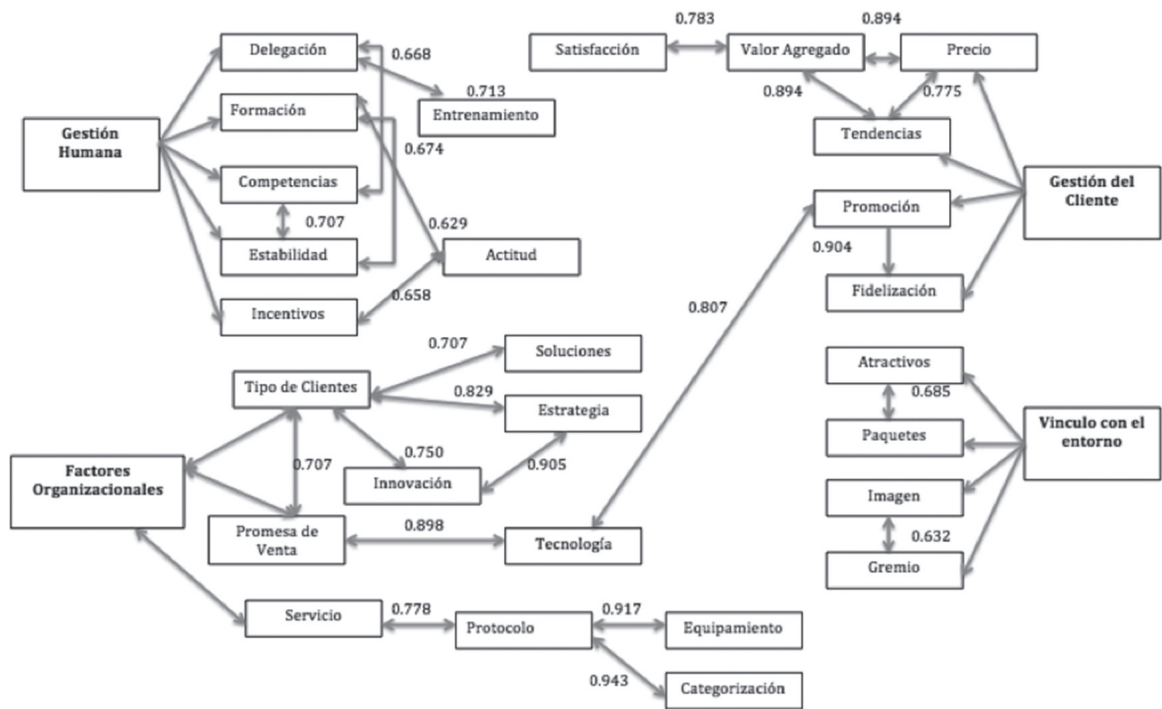 Delegación
0.668
0.713
Entrenamiento
Formación
0.674
Gestión
Humana
Competencias
0.707
0.629
Estabilidad
Actitud
0.658
Incentivos
0.783
0.894
Satisfacción
Valor Agregado
Precio
0.894
0.775
Tendencias
Gestión del
Cliente
Promoción
0.904
Fidelización
0.807
0.707
Soluciones
Tipo de Clientes
0.829
Estrategia
0.750
0.905
0.707
Innovación
Factores
Organizacionales
Promesa de
Venta
0.898
Tecnología
Servicio
0.778
Protocolo
0.917
Equipamiento
0.943
Categorización
Atractivos
0.685
Paquetes
Vinculo con el
entorno
Imagen
0.632
Gremio